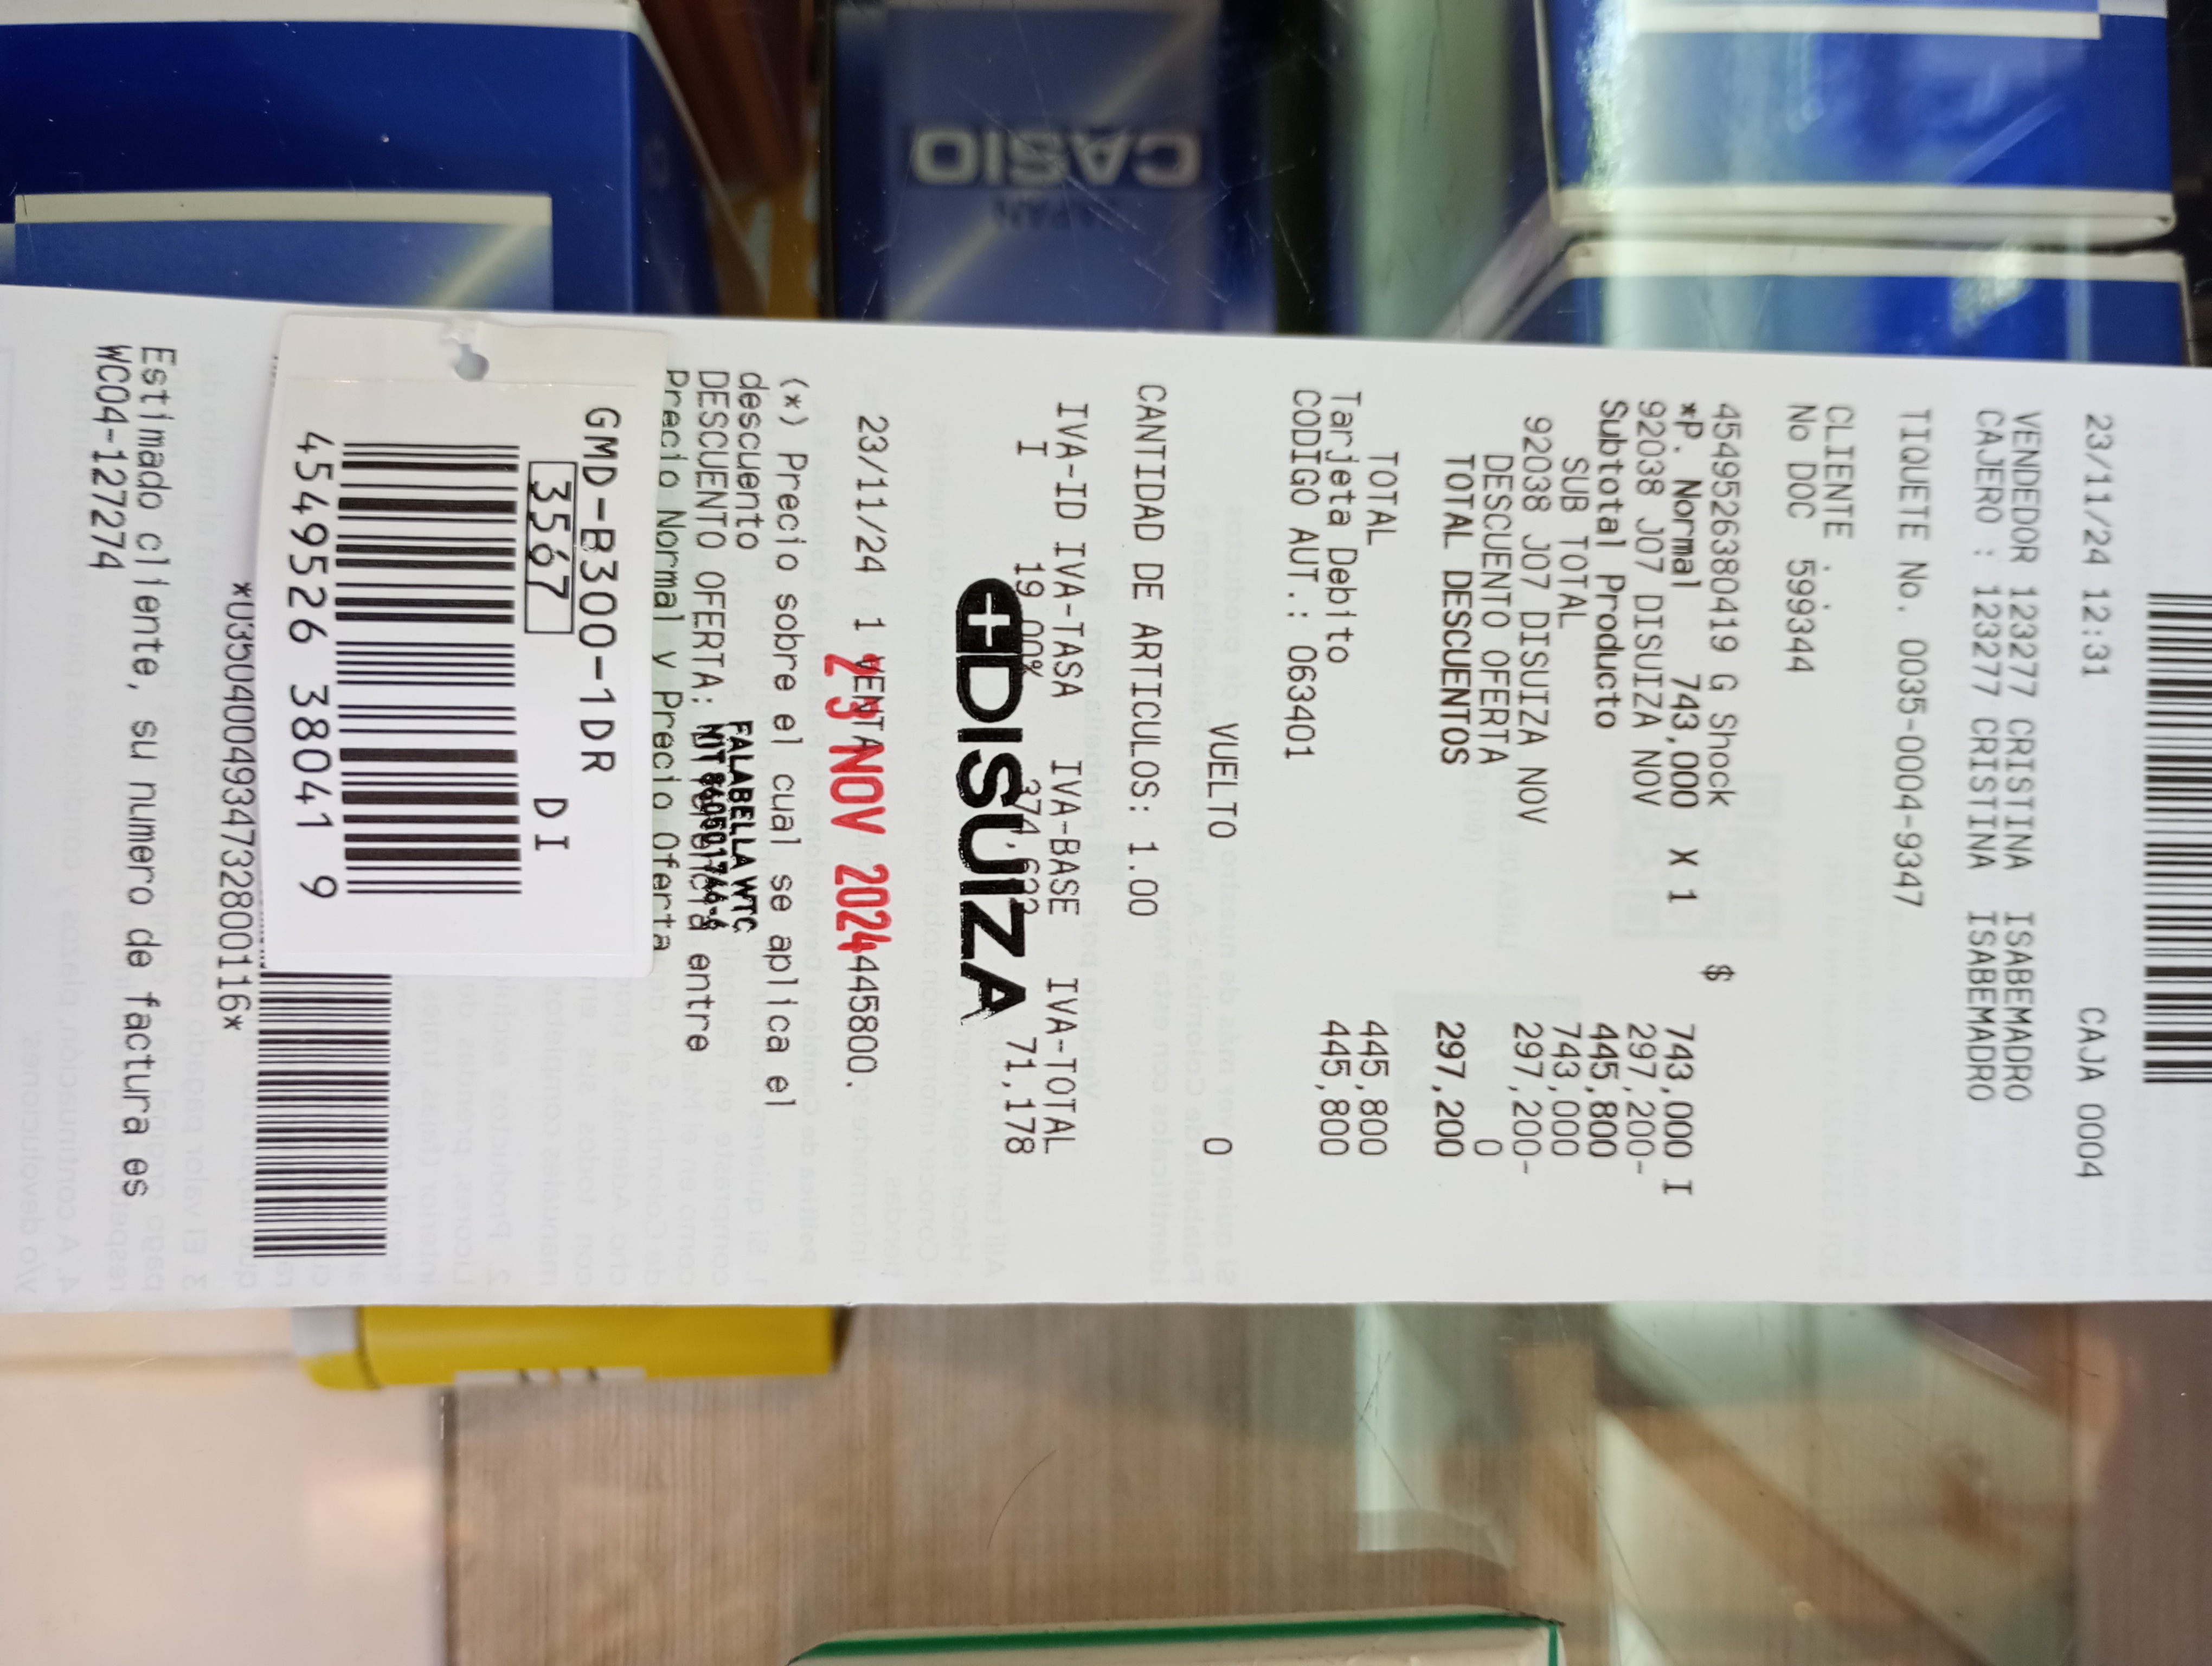 CASIO
JAPAN
23/11/24 12:31 CAJA 0004
VENDEDOR 123277 CRISTINA ISABEMADRO
CAJERO : 123277 CRISTINA ISABEMADRO
TIQUETE No. 0035-0004-9347
CLIENTE :
No DOC 599344
$
4549526380419 G Shock 743,000 I
*P. Normal 743,000 X 1
92038 J07 DISUIZA NOV 297,200-
Subtotal Producto 445,800
SUB TOTAL 743,000
92038 J07 DISUIZA NOV 297,200-
DESCUENTO OFERTA 0
TOTAL DESCUENTOS 297,200
TOTAL 445,800
Tarjeta Debito 445,800
CODIGO AUT.: 063401
VUELTO 0
CANTIDAD DE ARTICULOS: 1.00
IVA-ID IVA-TASA IVA-BASE IVA-TOTAL
I 19.00% 374,622 71,178
DISUIZA
23/11/24 1 VENTA 445800.
23 NOV 2024
(*) Precio sobre el cual se aplica el
descuento
DESCUENTO OFERTA: entre
Precio Normal y Precio Oferta
FALABELLA WTC
GMD-B300-1DR
3567 DI
4549526 38041 9
*U3504004934732800116*
Estimado cliente, su numero de factura es
WC04-127274